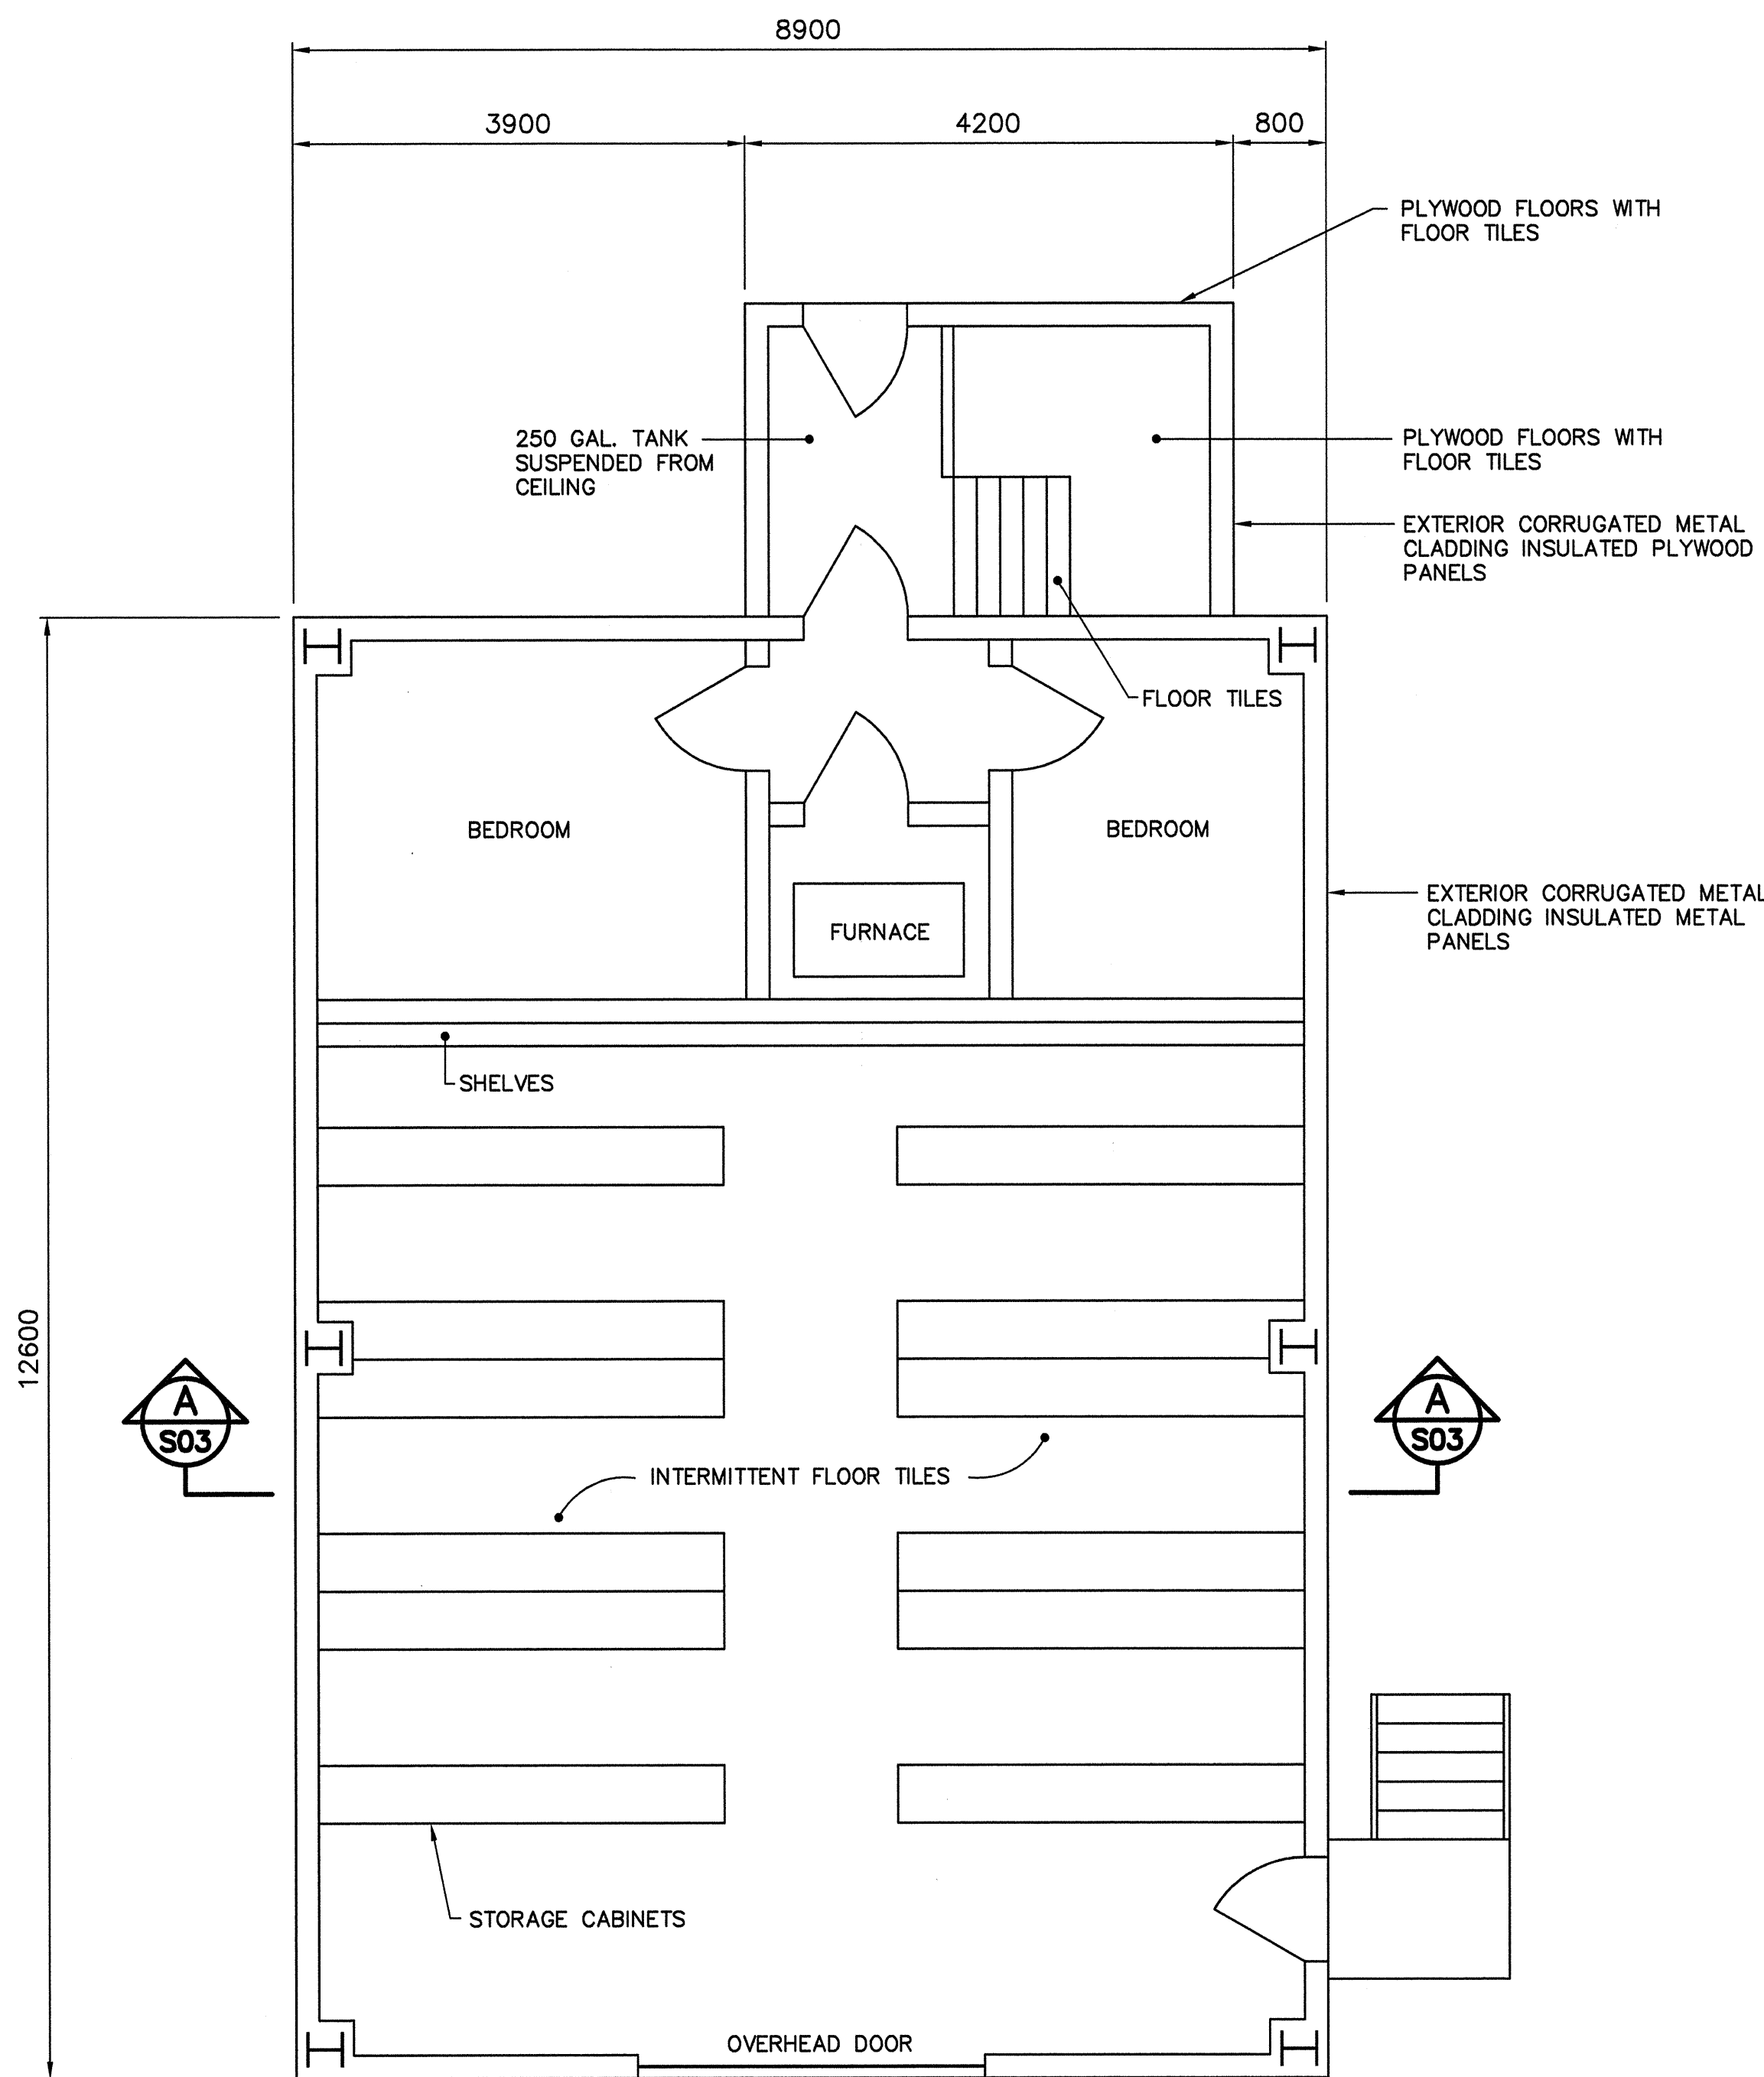 8900
3900
4200
800
PLYWOOD FLOORS WITH
FLOOR TILES
250 GAL. TANK
SUSPENDED FROM
CEILING
PLYWOOD FLOORS WITH
FLOOR TILES
EXTERIOR CORRUGATED METAL
CLADDING INSULATED PLYWOOD
PANELS
FLOOR TILES
BEDROOM
BEDROOM
FURNACE
EXTERIOR CORRUGATED METAL
CLADDING INSULATED METAL
PANELS
SHELVES
12600
A
S03
A
S03
INTERMITTENT FLOOR TILES
STORAGE CABINETS
OVERHEAD DOOR